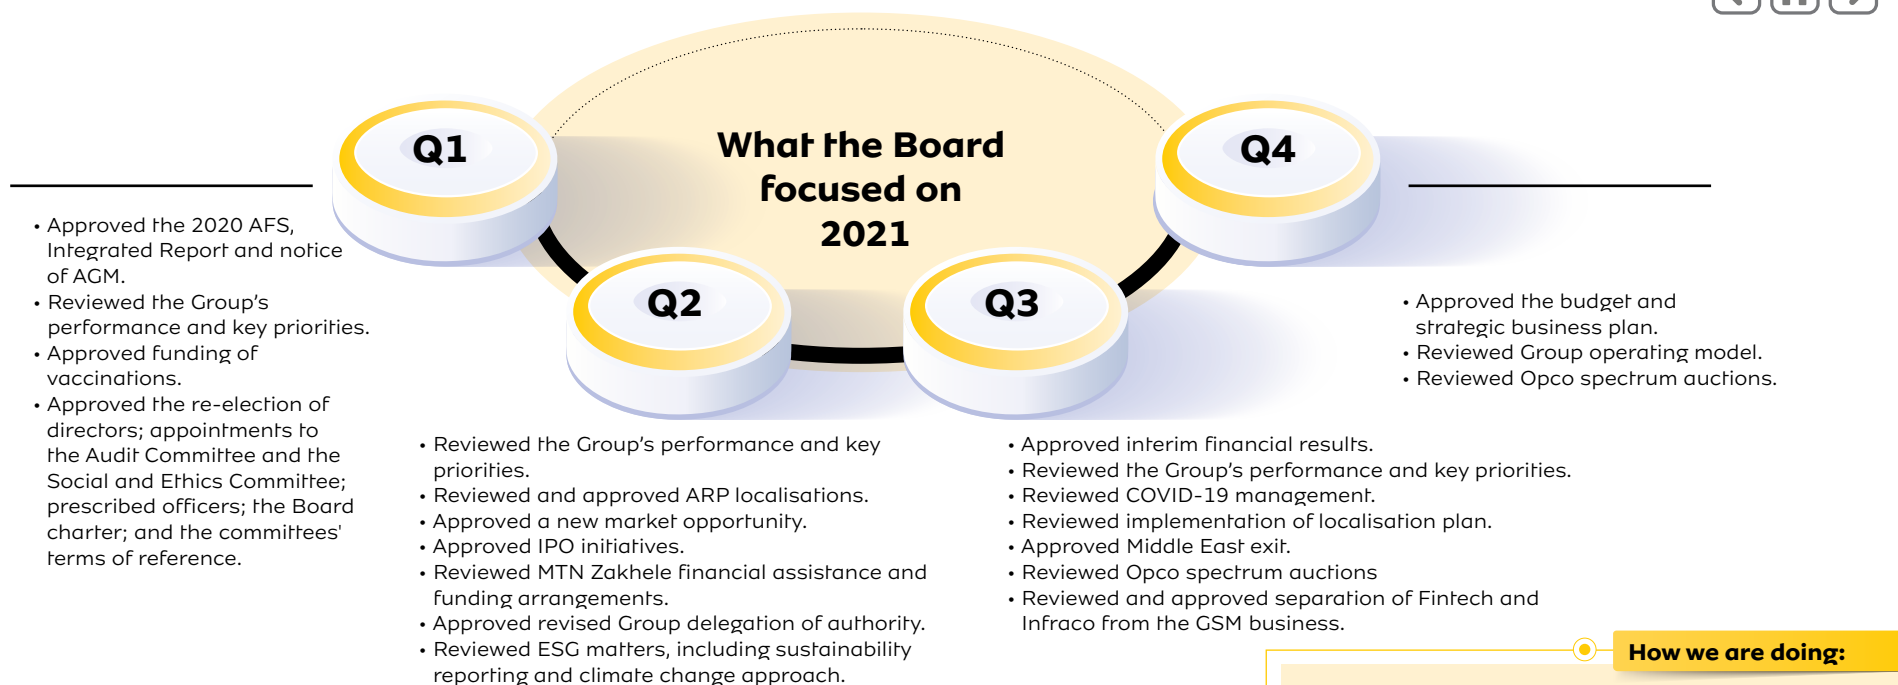 What the Board
focused on
2021
Q1
• Approved the 2020 AFS,
Integrated Report and notice
of AGM.
• Reviewed the Group's
performance and key priorities.
• Approved funding of
vaccinations.
• Approved the re-election of
directors; appointments to
the Audit Committee and the
Social and Ethics Committee;
prescribed officers; the Board
charter; and the committees'
terms of reference.
Q2
• Reviewed the Group's performance and key
priorities.
• Reviewed and approved ARP localisations.
• Approved a new market opportunity.
• Approved IPO initiatives.
• Reviewed MTN Zakhele financial assistance and
funding arrangements.
• Approved revised Group delegation of authority.
• Reviewed ESG matters, including sustainability
reporting and climate change approach.
Q3
• Approved interim financial results.
• Reviewed the Group's performance and key priorities.
• Reviewed COVID-19 management.
• Reviewed implementation of localisation plan.
• Approved Middle East exit.
• Reviewed Opco spectrum auctions
• Reviewed and approved separation of Fintech and
Infraco from the GSM business.
Q4
• Approved the budget and
strategic business plan.
• Reviewed Group operating model.
• Reviewed Opco spectrum auctions.
How we are doing: